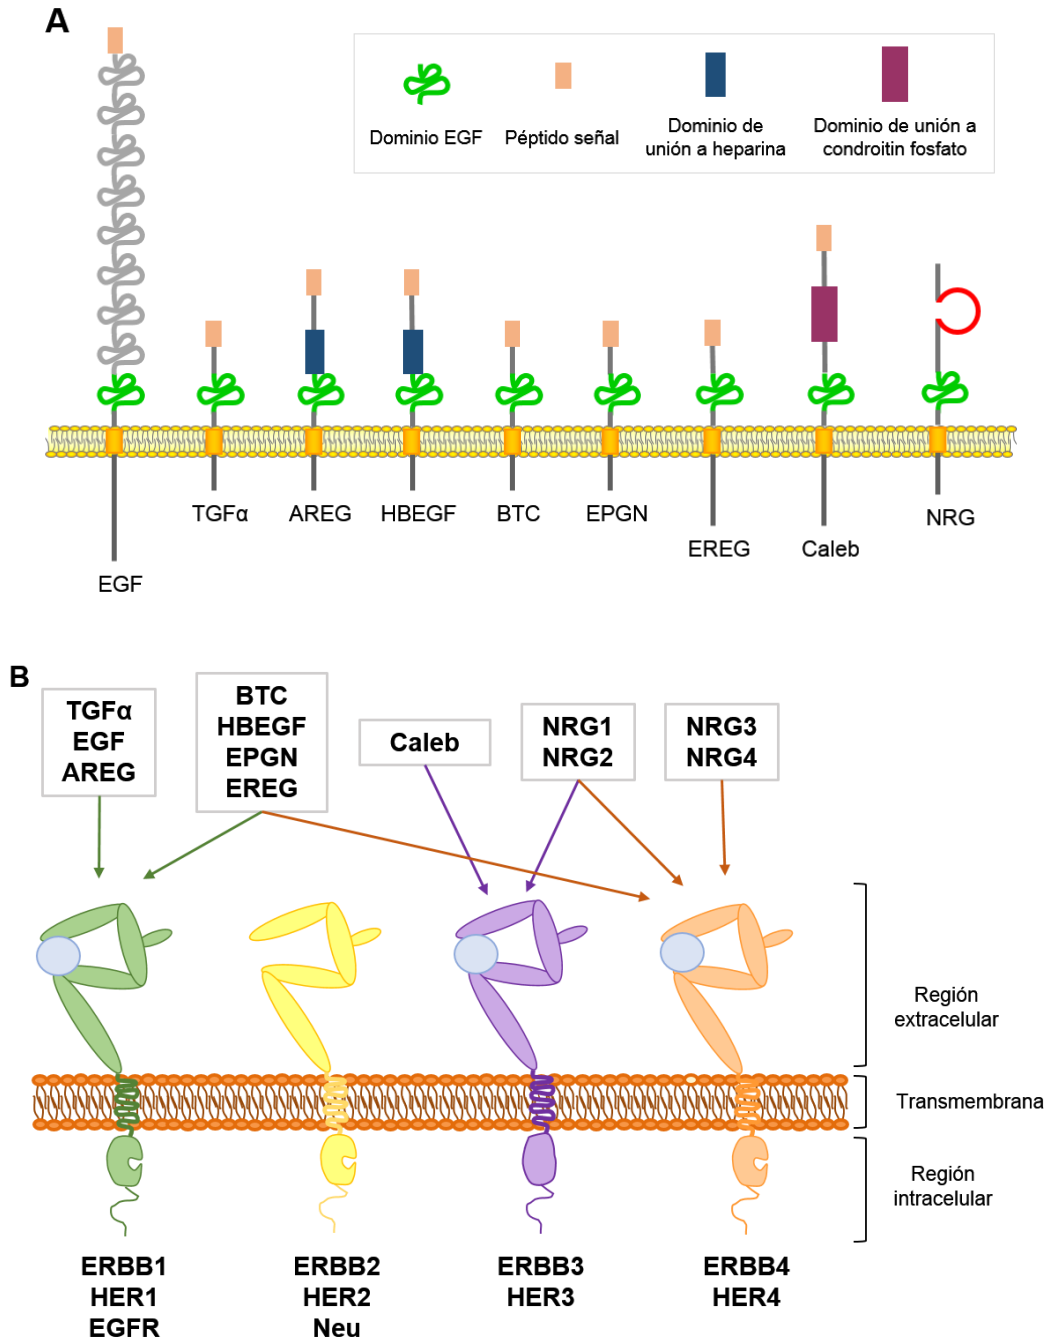 A
Dominio EGF
Péptido señal
Dominio de
unión a heparina
Dominio de unión a
condroitin fosfato
EGF
TGFα
AREG
HBEGF
BTC
EPGN
EREG
Caleb
NRG
B
TGFα
EGF
AREG
BTC
HBEGF
EPGN
EREG
Caleb
NRG1
NRG2
NRG3
NRG4
Región
extracelular
Transmembrana
Región
intracelular
ERBB1
HER1
EGFR
ERBB2
HER2
Neu
ERBB3
HER3
ERBB4
HER4